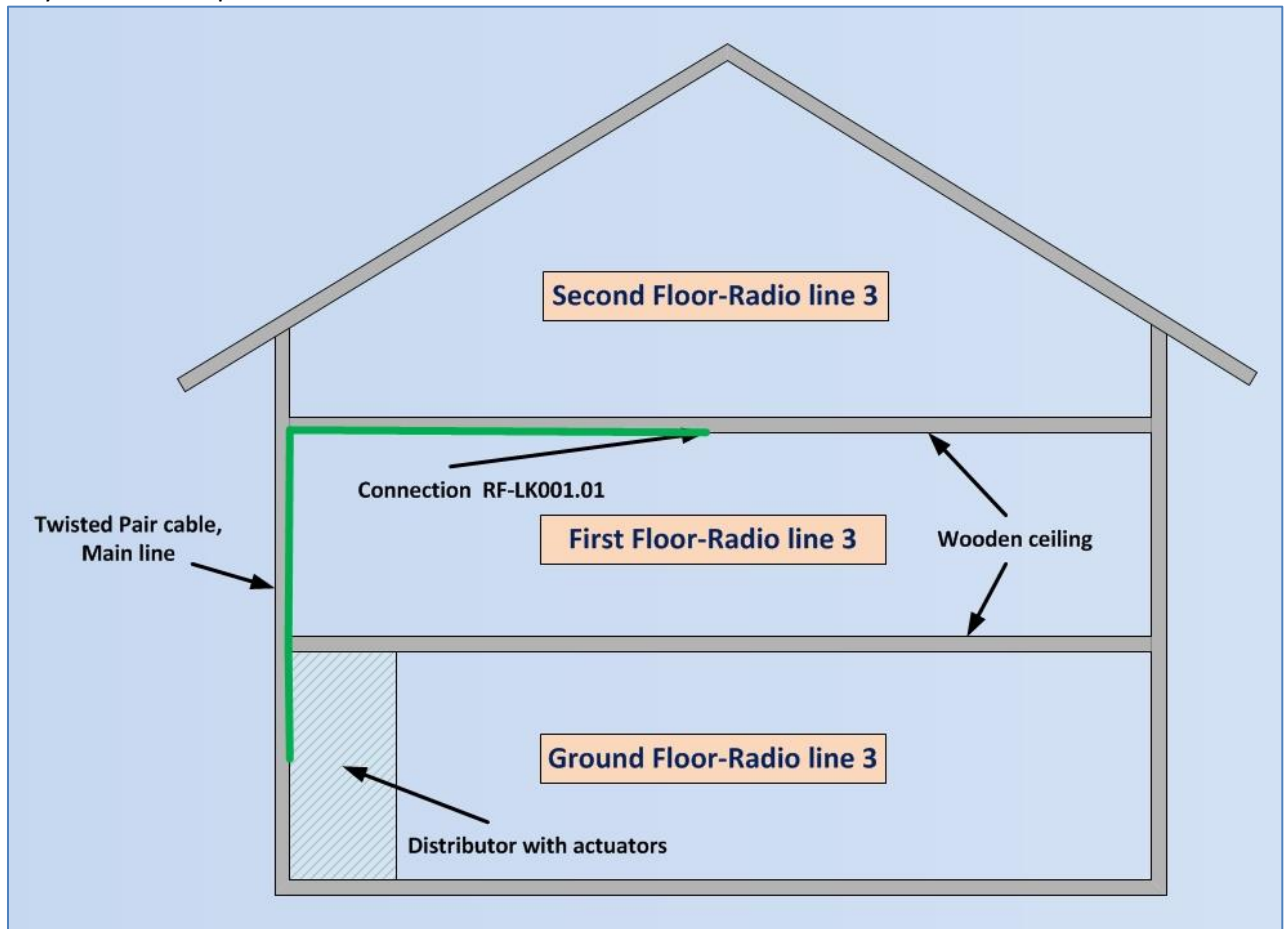 Second Floor-Radio line 3
Connection RF-LK001.01
Twisted Pair cable,
Main line
First Floor-Radio line 3
Wooden ceiling
Ground Floor-Radio line 3
Distributor with actuators